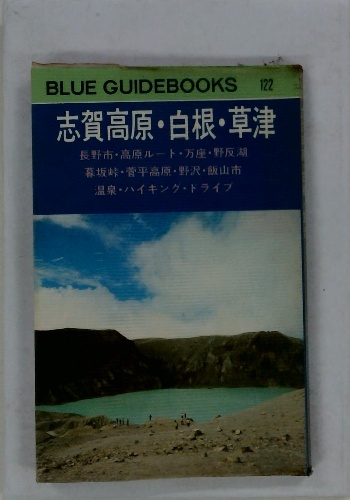 BLUE GUIDEBOOKS 122
志賀高原・白根・草津
長野市・高原ルート・万座・野反湖
暮坂峠・菅平高原・野沢・飯山市
温泉・ハイキング・ドライブ